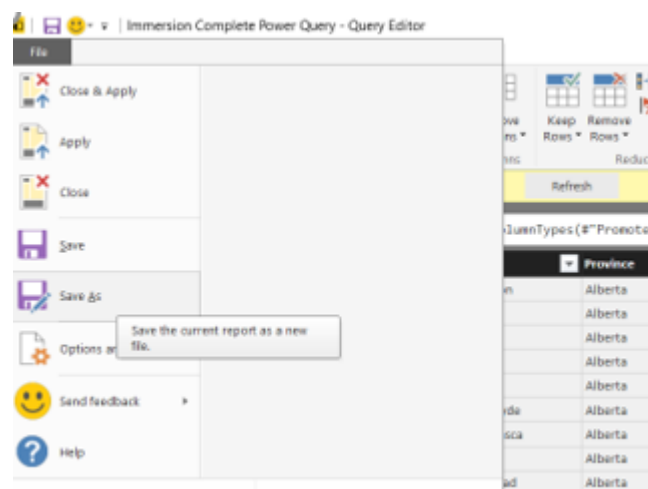 Immersion Complete Power Query - Query Editor
File
Close & Apply
Apply
Close
Save
Save As
Save the current report as a new
file.
Options
Send feedback
Help
Keep Remove
Rows Rows
Refresh
Province
Alberta
Alberta
Alberta
Alberta
Alberta
Alberta
Alberta
Alberta
Alberta